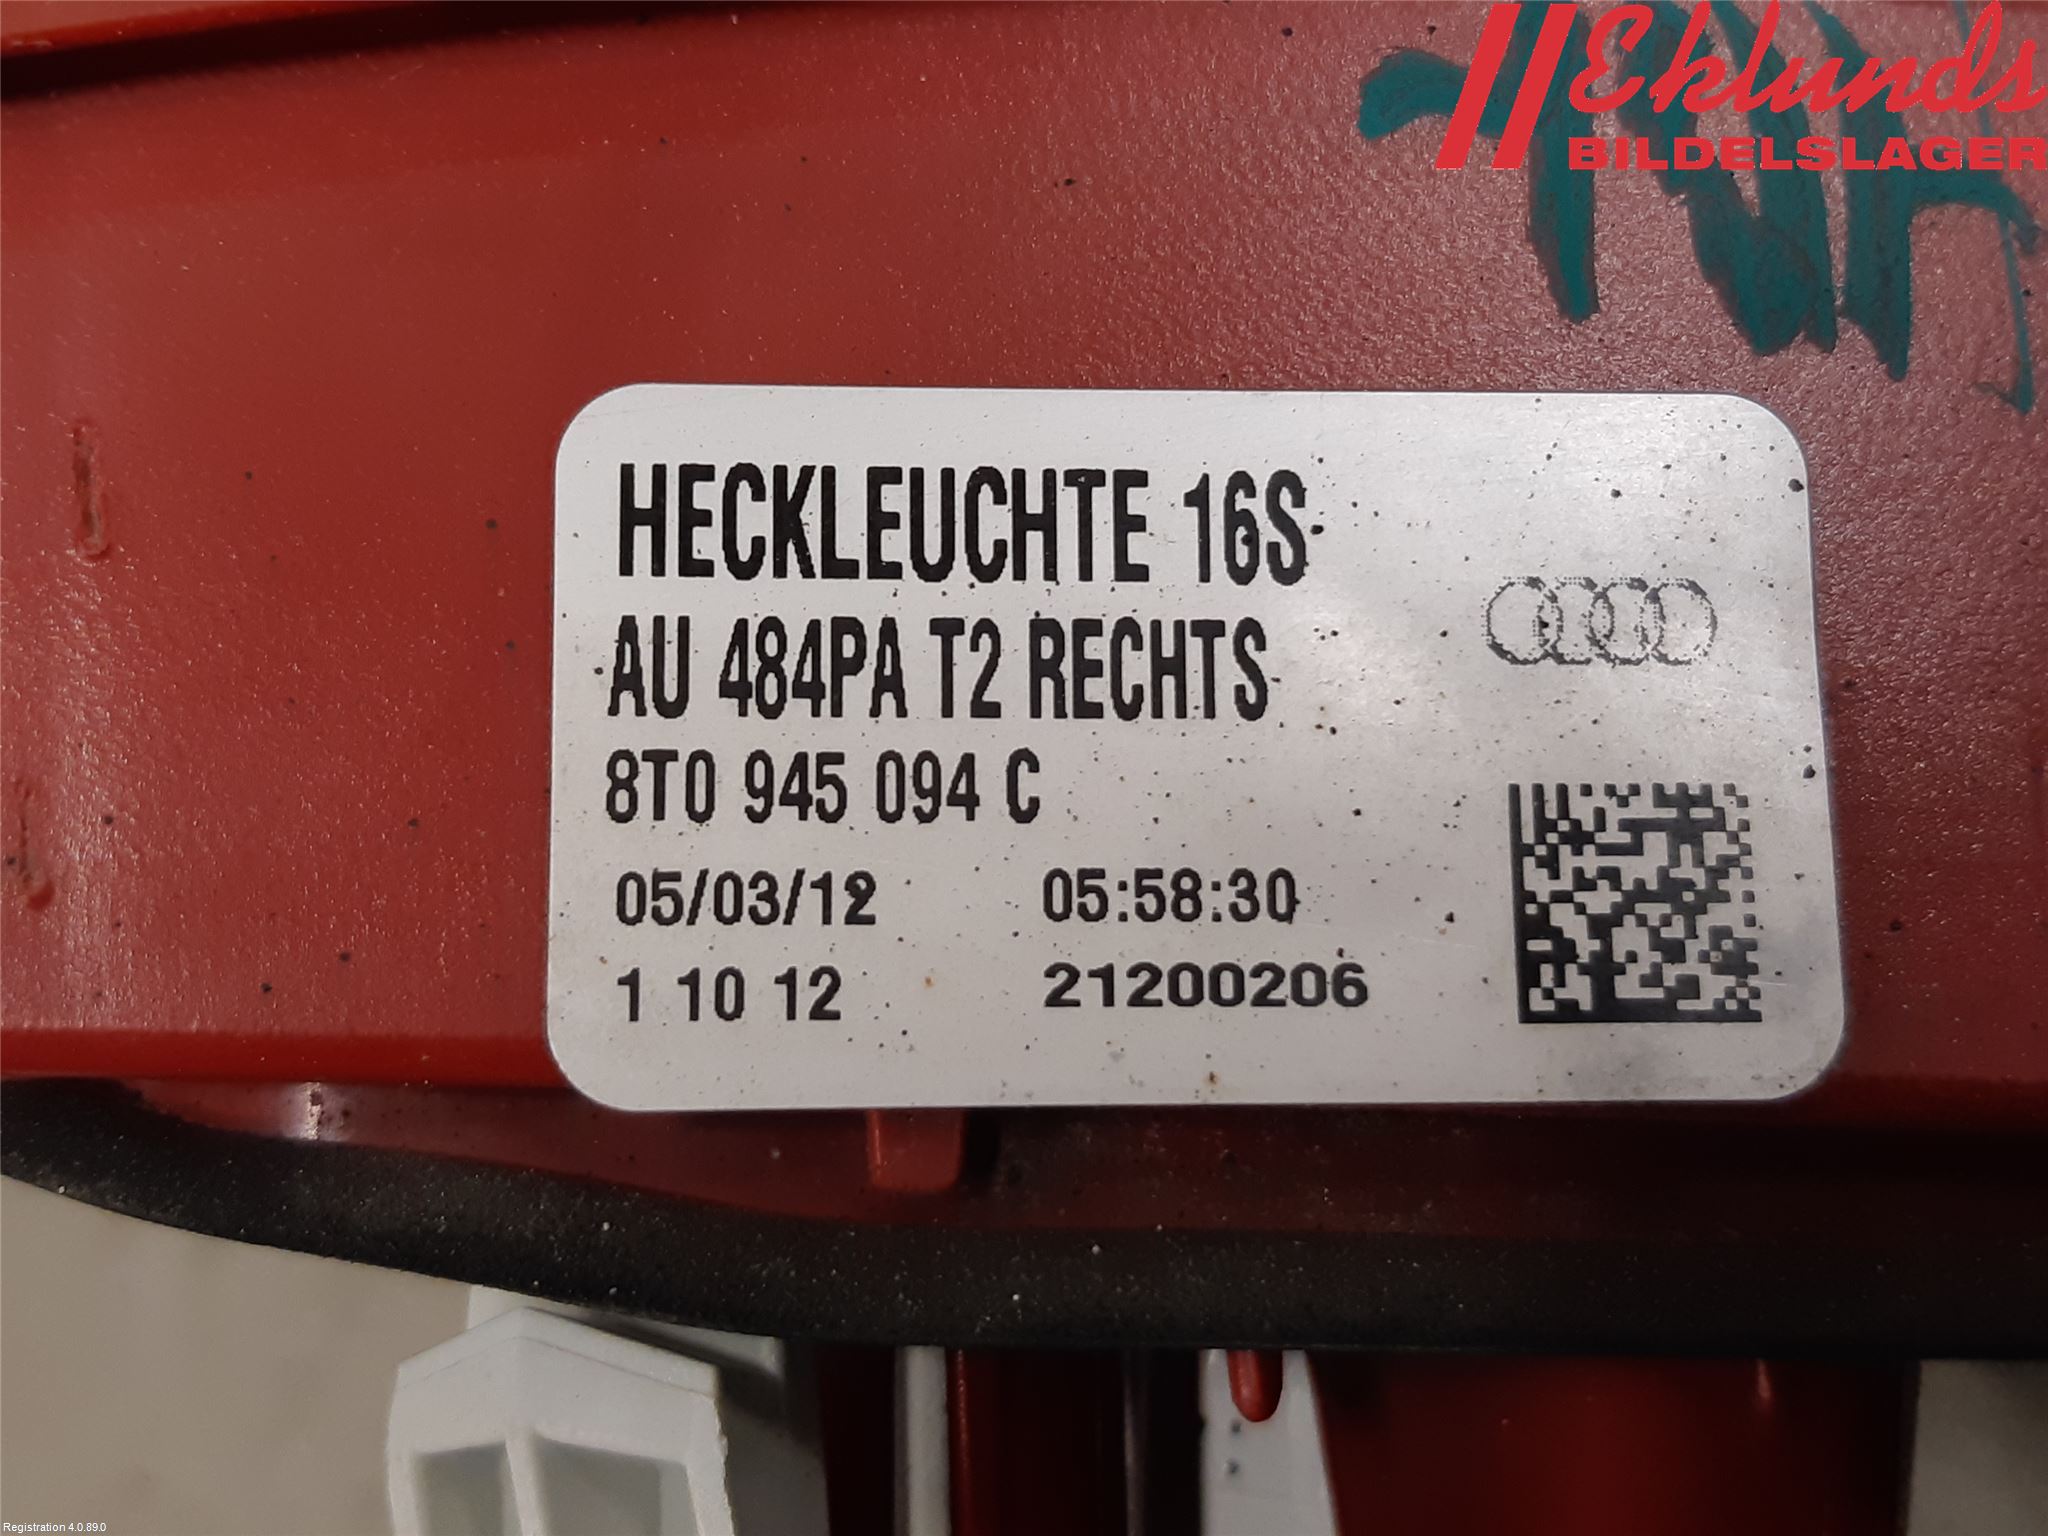 Eklunds
BILDELSLAGER
HECKLEUCHTE 16S
AU 484PA T2 RECHTS
8T0 945 094 C
05/03/12 05:58:30
1 10 12 21200206
Registration 4.0.89.0